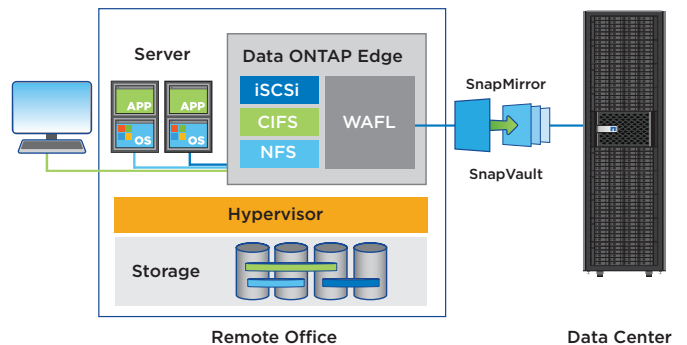 Server
Data ONTAP Edge
APP
APP
OS
OS
iSCSi
CIFS
NFS
WAFL
SnapMirror
SnapVault
Hypervisor
Storage
Remote Office
Data Center